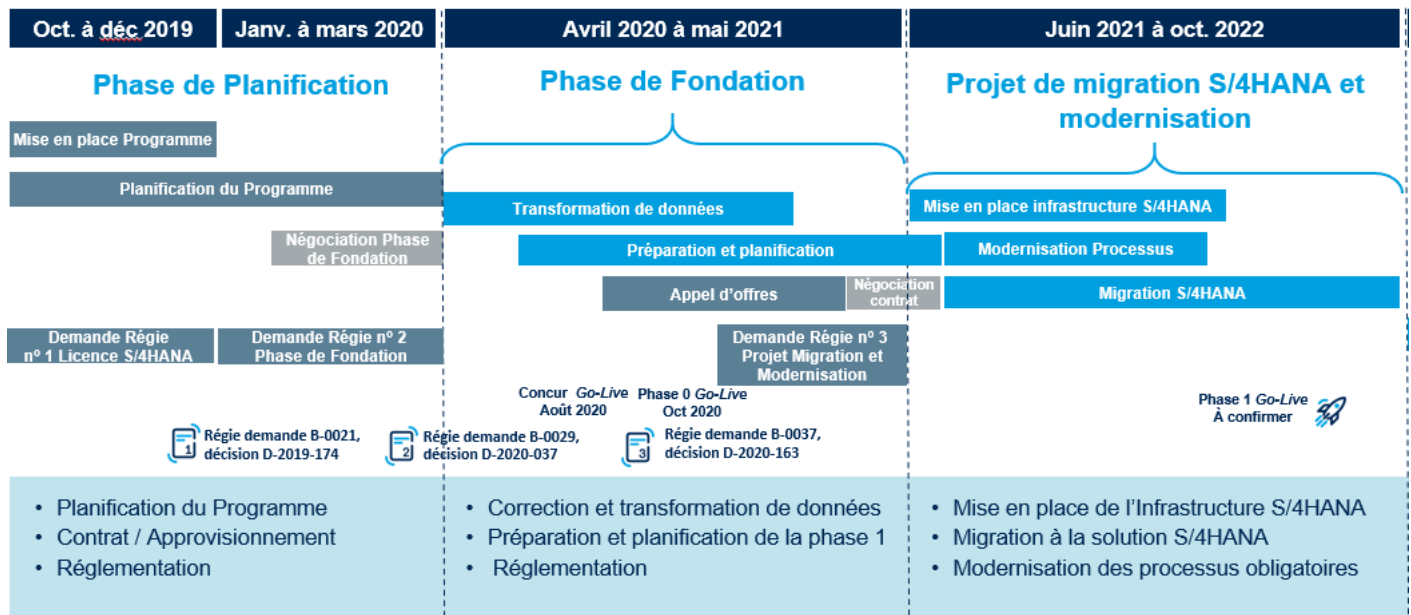 Oct. à déc 2019
Janv. à mars 2020
Avril 2020 à mai 2021
Juin 2021 à oct. 2022
Phase de Planification
Phase de Fondation
Projet de migration S/4HANA et
modernisation
Mise en place Programme
Planification du Programme
Transformation de données
Mise en place infrastructure S/4HANA
Négociation Phase
de Fondation
Préparation et planification
Modernisation Processus
Appel d'offres
Négociation
contrat
Migration S/4HANA
Demande Régie
nº 1 Licence S/4HANA
Demande Régie nº 2
Phase de Fondation
Demande Régie nº 3
Projet Migration et
Modernisation
Concur Go-Live
Août 2020
Phase 0 Go-Live
Oct 2020
Phase 1 Go-Live
À confirmer
1
Régie demande B-0021,
décision D-2019-174
2
Régie demande B-0029,
décision D-2020-037
3
Régie demande B-0037,
décision D-2020-163
• Planification du Programme
• Contrat / Approvisionnement
• Réglementation
• Correction et transformation de données
• Préparation et planification de la phase 1
• Réglementation
• Mise en place de l'Infrastructure S/4HANA
• Migration à la solution S/4HANA
• Modernisation des processus obligatoires